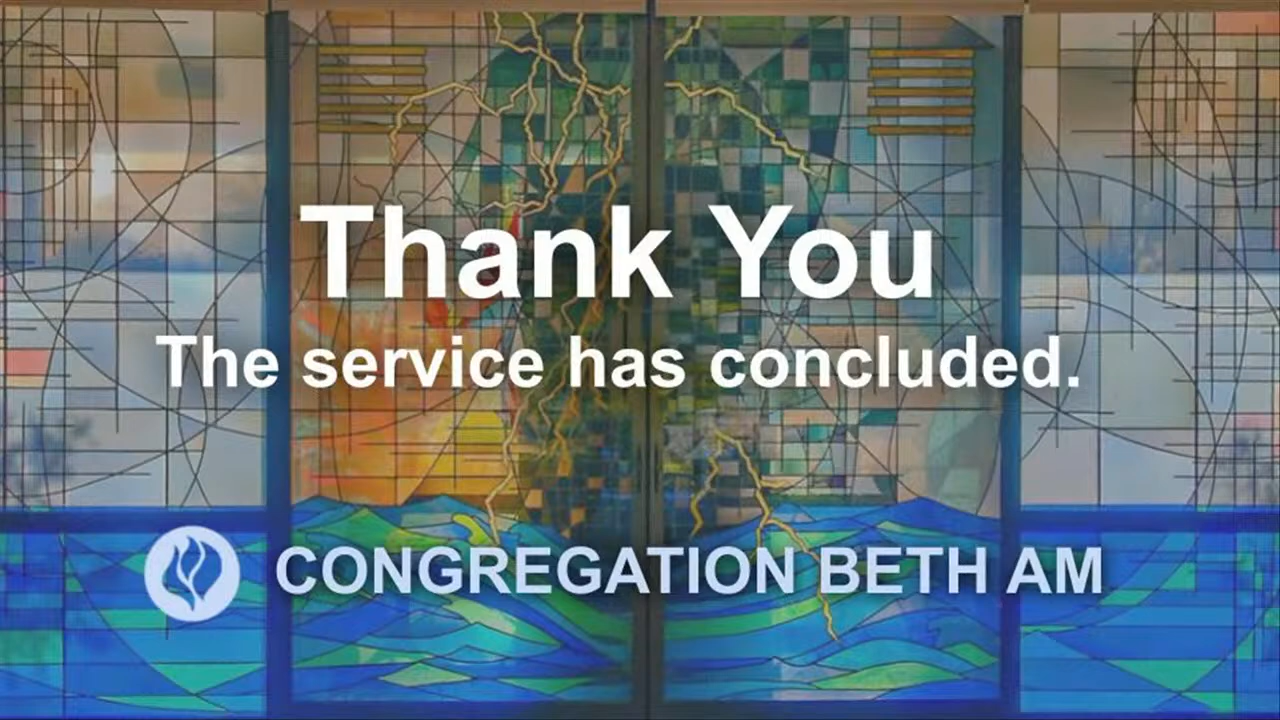 Thank You
The service has concluded.
CONGREGATION BETH AM